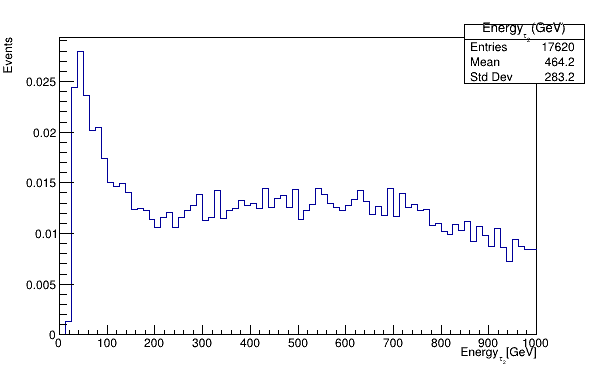 Energy_τ₂(GeV)
Entries 17620
Mean 464.2
Std Dev 283.2
Events
0.025
0.02
0.015
0.01
0.005
0
0 100 200 300 400 500 600 700 800 900 1000
Energy_τ₂[GeV]